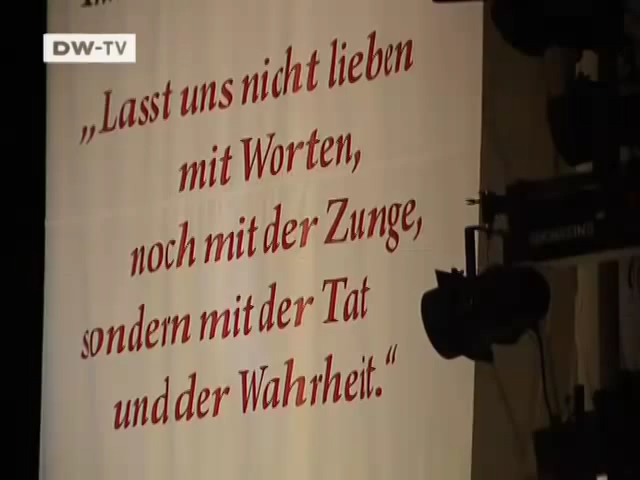 DW-TV
„Lasst uns nicht lieben
mit Worten,
noch mit der Zunge,
sondern mit der Tat
und der Wahrheit.“